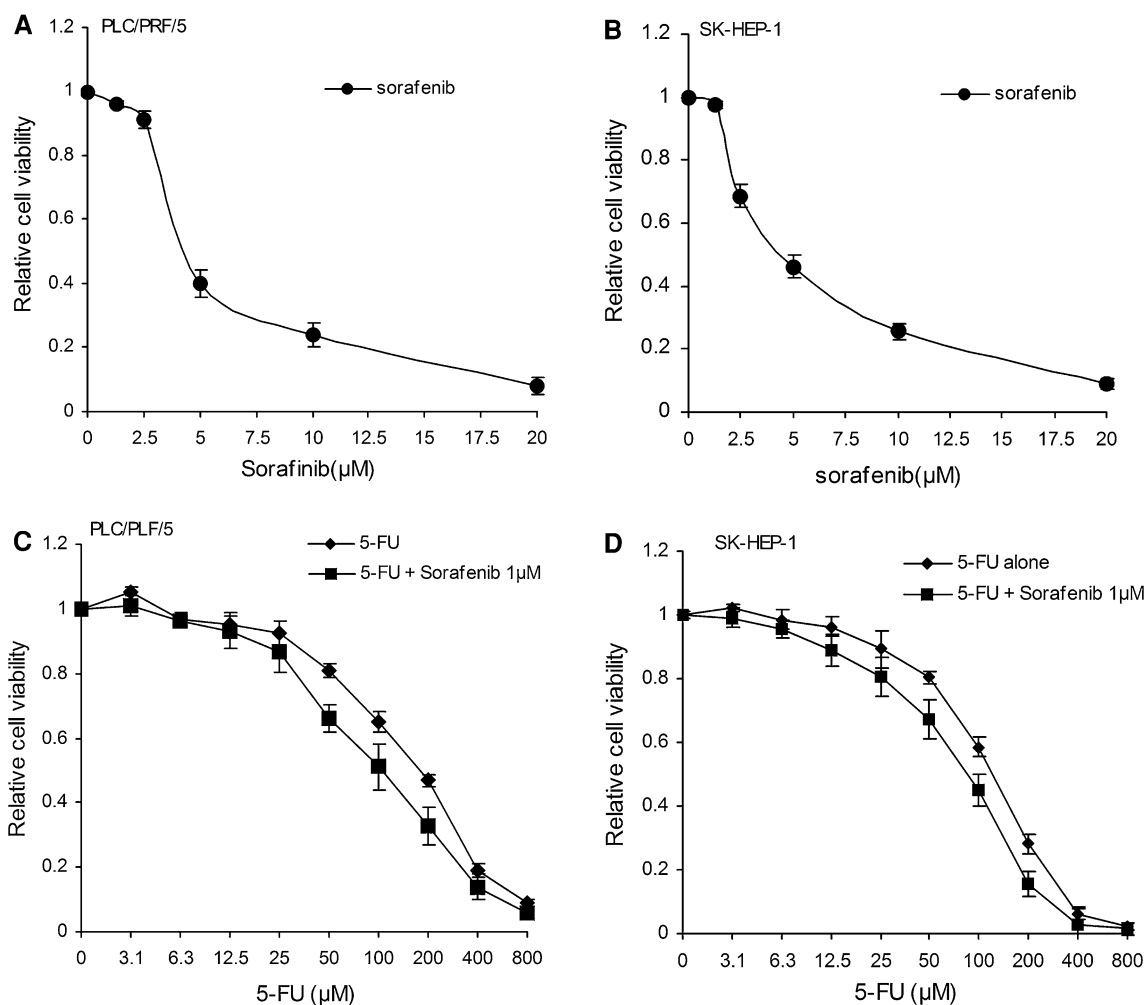 A
PLC/PRF/5
sorafenib
Relative cell viability
1.2
1
0.8
0.6
0.4
0.2
0
0 2.5 5 7.5 10 12.5 15 17.5 20
Sorafinib(µM)
B
SK-HEP-1
sorafenib
Relative cell viability
1.2
1
0.8
0.6
0.4
0.2
0
0 2.5 5 7.5 10 12.5 15 17.5 20
sorafenib(µM)
C
PLC/PLF/5
5-FU
5-FU + Sorafenib 1µM
Relative cell viability
1.2
1
0.8
0.6
0.4
0.2
0
0 3.1 6.3 12.5 25 50 100 200 400 800
5-FU (µM)
D
SK-HEP-1
5-FU alone
5-FU + Sorafenib 1µM
Relative cell viability
1.2
1
0.8
0.6
0.4
0.2
0
0 3.1 6.3 12.5 25 50 100 200 400 800
5-FU (µM)